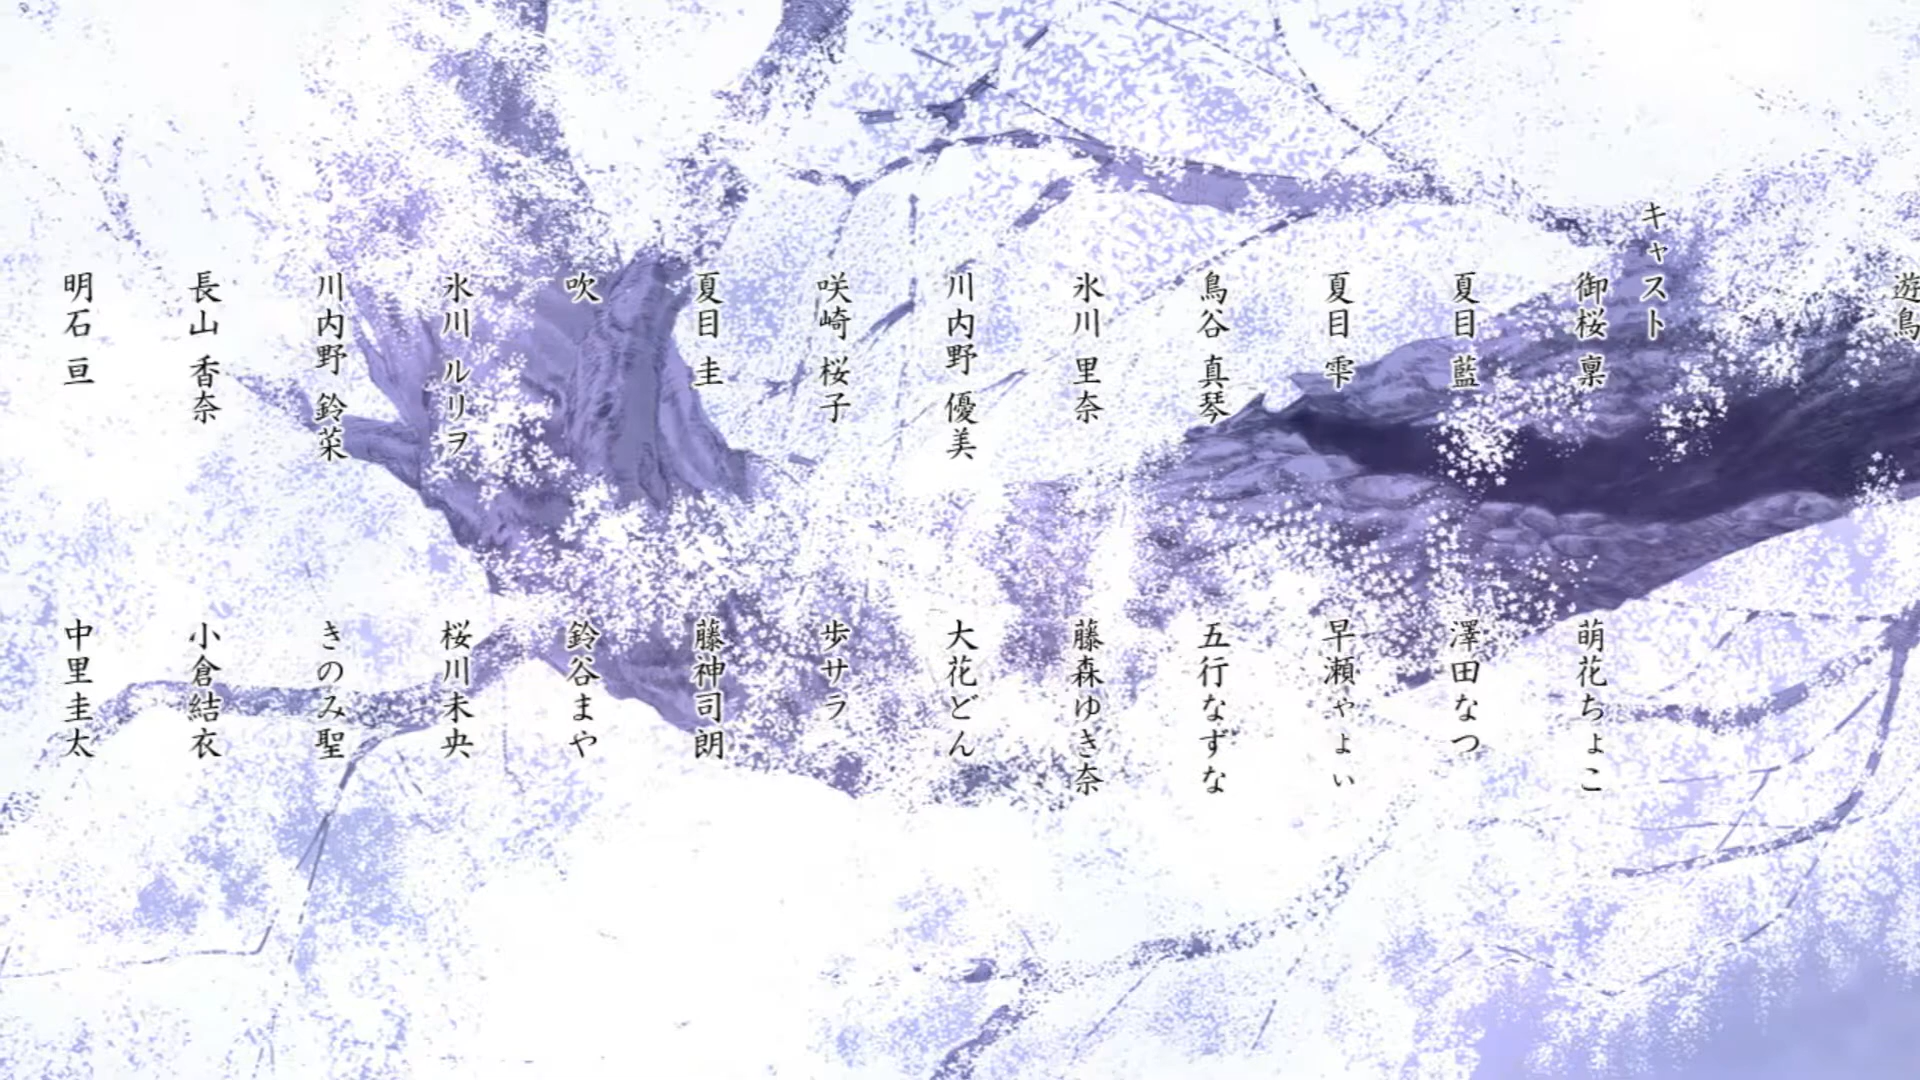 遊鳥
キャスト
御桜 稟
萌花ちょこ
夏目 藍
澤田なつ
夏目 雫
早瀬ゃょぃ
鳥谷 真琴
五行なずな
氷川 里奈
藤森ゆき奈
川内野 優美
大花どん
咲崎 桜子
歩サラ
夏目 圭
藤神司朗
吹
鈴谷まや
氷川 ルリヲ
桜川未央
川内野 鈴菜
きのみ聖
長山 香奈
小倉結衣
明石 亘
中里圭太